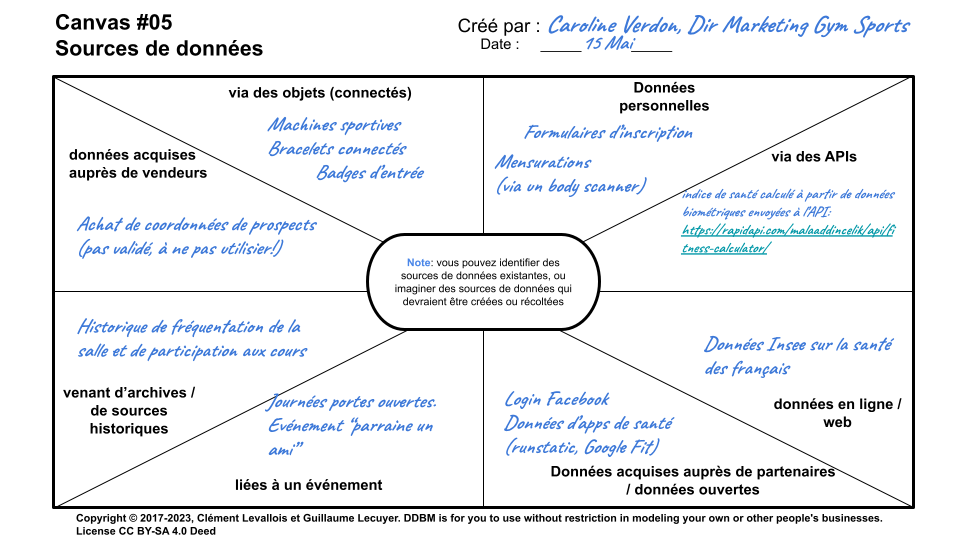 Canvas #05
Sources de données
Créé par : Caroline Verdon, Dir Marketing Gym Sports
Date : _____ 15 Mai_____
via des objets (connectés)
Machines sportives
Bracelets connectés
Badges d'entrée
Données
personnelles
Formulaires d'inscription
Mensurations
(via un body scanner)
données acquises
auprès de vendeurs
Achat de coordonnées de prospects
(pas validé, à ne pas utilisier!)
via des APIs
indice de santé calculé à partir de données
biométriques envoyées à l'API:
https://rapidapi.com/malaaddincelik/api/fi
tness-calculator/
Note: vous pouvez identifier des
sources de données existantes, ou
imaginer des sources de données qui
devraient être créées ou récoltées
Historique de fréquentation de la
salle et de participation aux cours
venant d'archives /
de sources
historiques
Journées portes ouvertes.
Evénement "parraine un
ami"
liées à un événement
Login Facebook
Données d'apps de santé
(runstatic, Google Fit)
Données acquises auprès de partenaires
/ données ouvertes
Données Insee sur la santé
des français
données en ligne /
web
Copyright © 2017-2023, Clément Levallois et Guillaume Lecuyer. DDBM is for you to use without restriction in modeling your own or other people's businesses.
License CC BY-SA 4.0 Deed